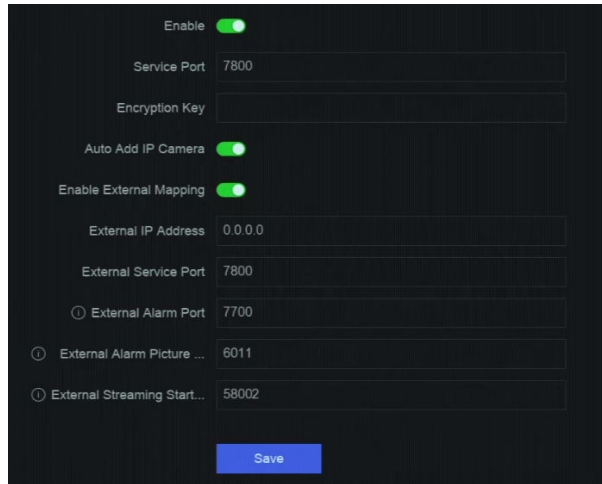 Enable
Service Port 7800
Encryption Key
Auto Add IP Camera
Enable External Mapping
External IP Address 0.0.0.0
External Service Port 7800
External Alarm Port 7700
External Alarm Picture ... 6011
External Streaming Start... 58002
Save